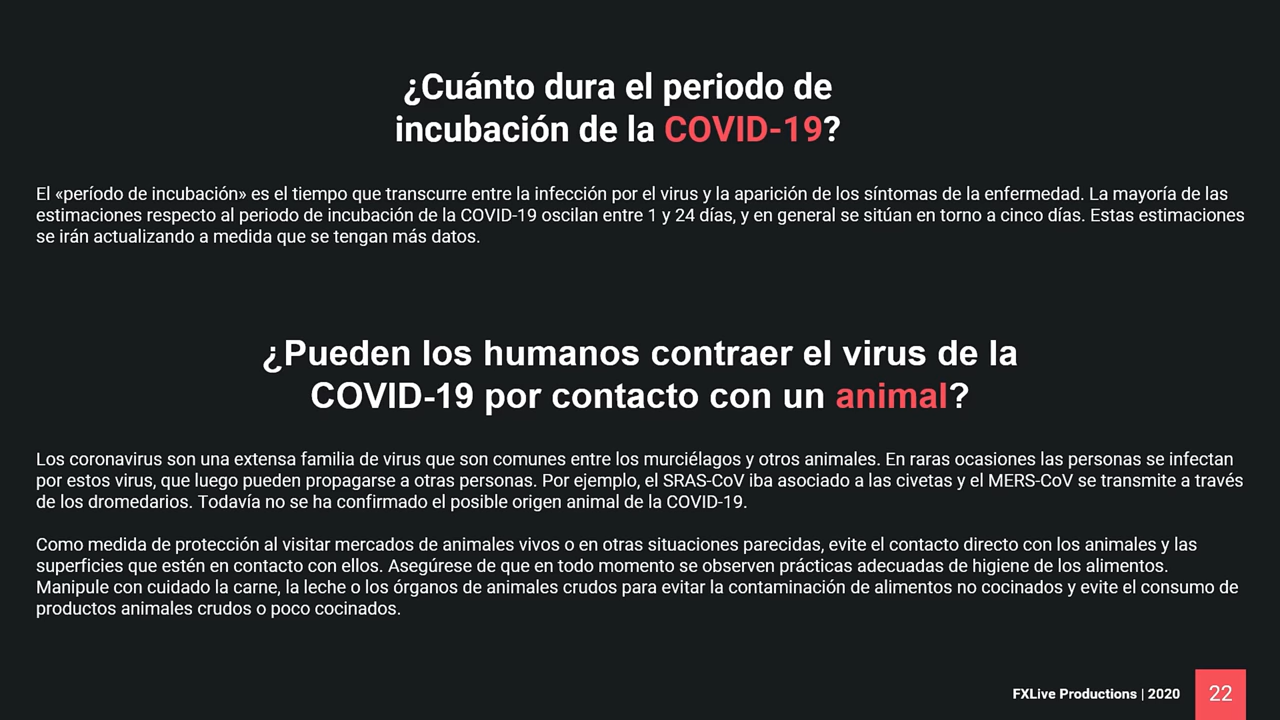 ¿Cuánto dura el periodo de
incubación de la COVID-19?
El «período de incubación» es el tiempo que transcurre entre la infección por el virus y la aparición de los síntomas de la enfermedad. La mayoría de las
estimaciones respecto al periodo de incubación de la COVID-19 oscilan entre 1 y 24 días, y en general se sitúan en torno a cinco días. Estas estimaciones
se irán actualizando a medida que se tengan más datos.
¿Pueden los humanos contraer el virus de la
COVID-19 por contacto con un animal?
Los coronavirus son una extensa familia de virus que son comunes entre los murciélagos y otros animales. En raras ocasiones las personas se infectan
por estos virus, que luego pueden propagarse a otras personas. Por ejemplo, el SRAS-CoV iba asociado a las civetas y el MERS-CoV se transmite a través
de los dromedarios. Todavía no se ha confirmado el posible origen animal de la COVID-19.
Como medida de protección al visitar mercados de animales vivos o en otras situaciones parecidas, evite el contacto directo con los animales y las
superficies que estén en contacto con ellos. Asegúrese de que en todo momento se observen prácticas adecuadas de higiene de los alimentos.
Manipule con cuidado la carne, la leche o los órganos de animales crudos para evitar la contaminación de alimentos no cocinados y evite el consumo de
productos animales crudos o poco cocinados.
FXLive Productions | 2020
22